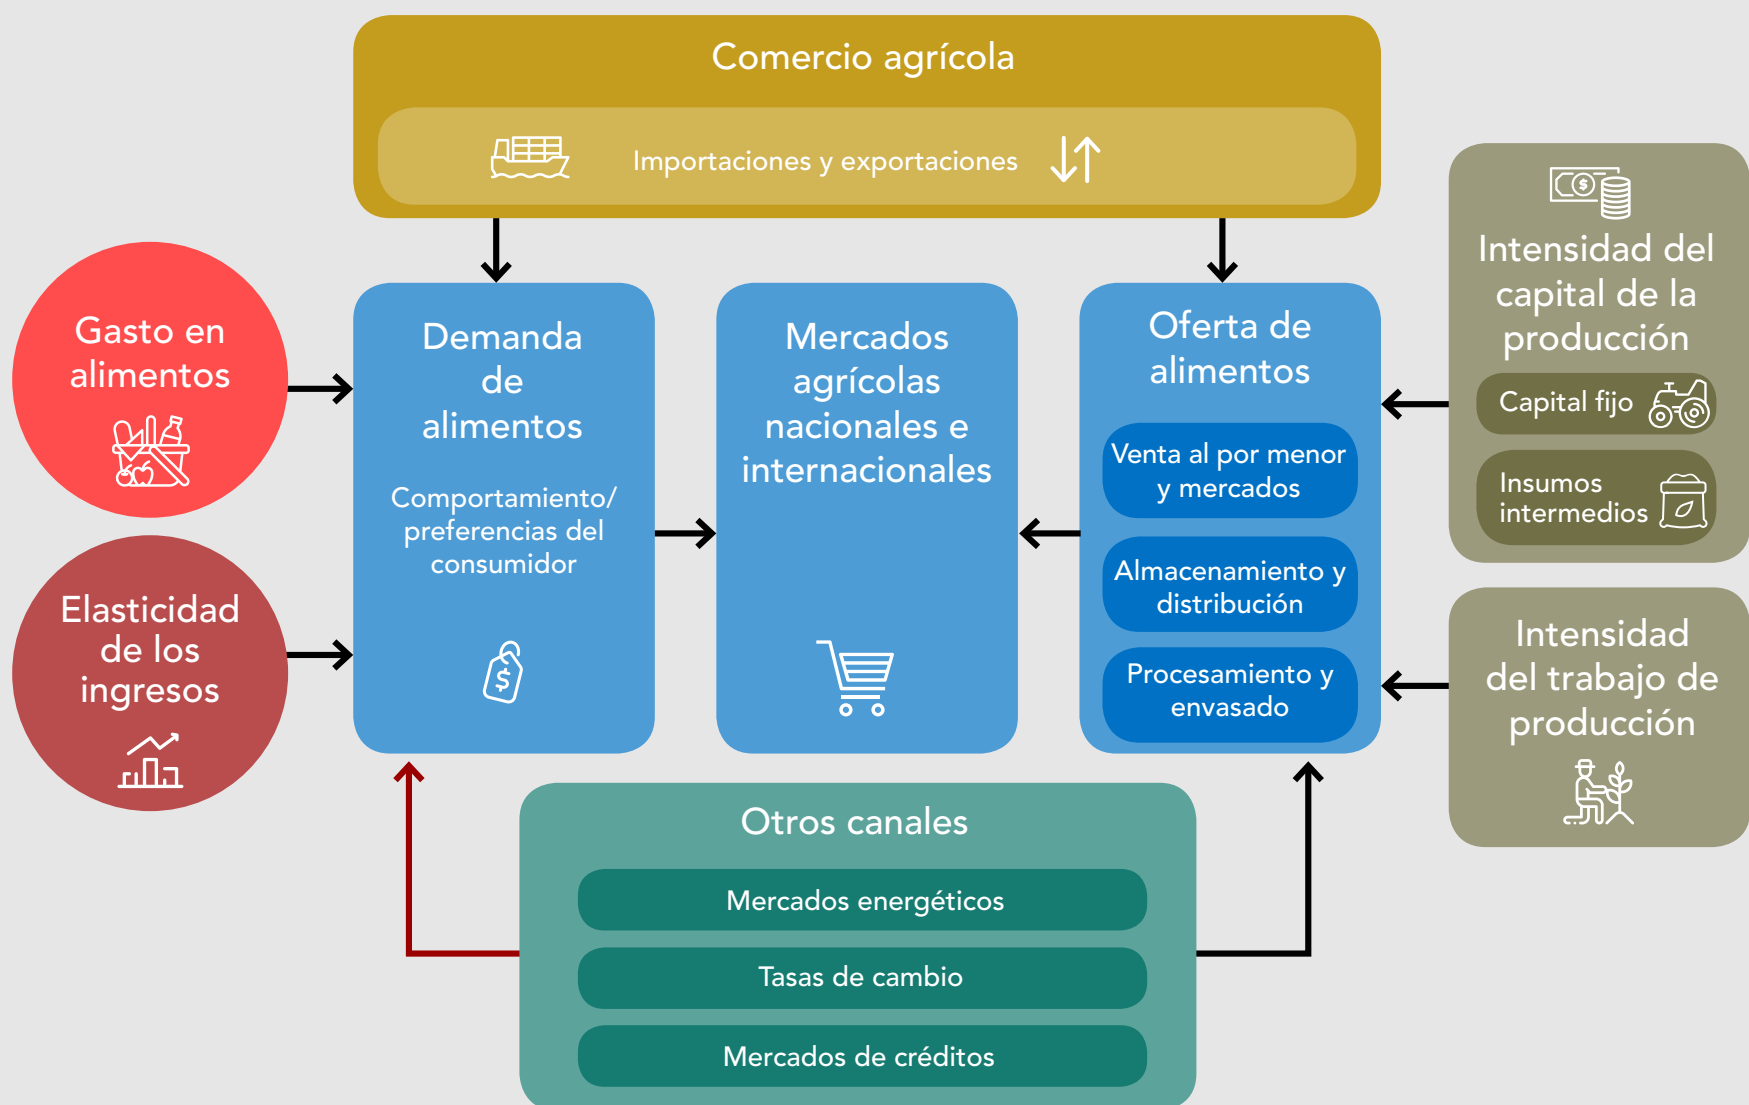 Comercio agrícola
Importaciones y exportaciones
Gasto en
alimentos
Elasticidad
de los
ingresos
Demanda
de
alimentos
Comportamiento/
preferencias del
consumidor
Mercados
agrícolas
nacionales e
internacionales
Oferta de
alimentos
Venta al por menor
y mercados
Almacenamiento y
distribución
Procesamiento y
envasado
Intensidad del
capital de la
producción
Capital fijo
Insumos
intermedios
Intensidad
del trabajo de
producción
Otros canales
Mercados energéticos
Tasas de cambio
Mercados de créditos